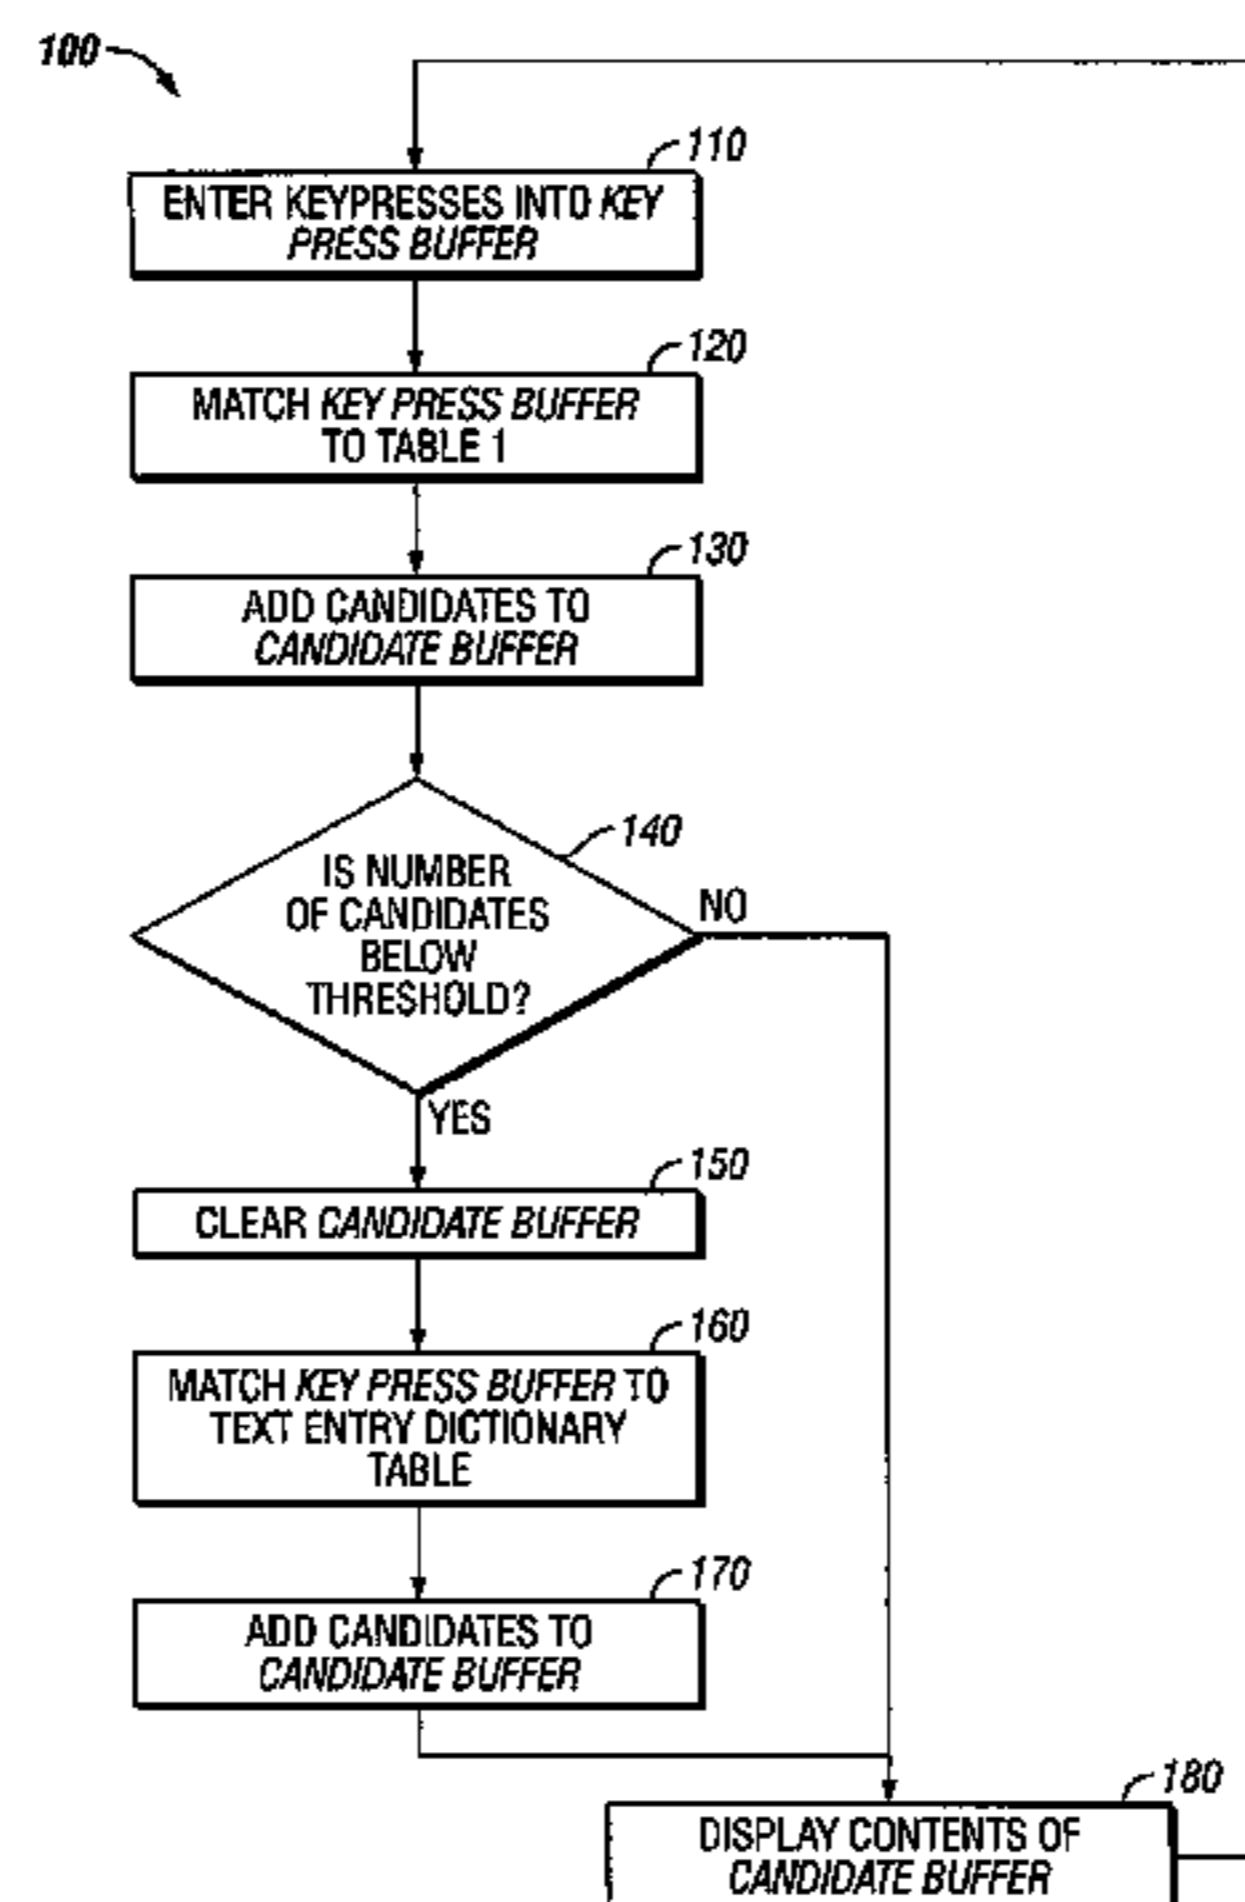 100
110
ENTER KEYPRESSES INTO KEY
PRESS BUFFER
120
MATCH KEY PRESS BUFFER
TO TABLE 1
130
ADD CANDIDATES TO
CANDIDATE BUFFER
140
IS NUMBER
OF CANDIDATES
BELOW
THRESHOLD?
NO
YES
150
CLEAR CANDIDATE BUFFER
160
MATCH KEY PRESS BUFFER TO
TEXT ENTRY DICTIONARY
TABLE
170
ADD CANDIDATES TO
CANDIDATE BUFFER
180
DISPLAY CONTENTS OF
CANDIDATE BUFFER